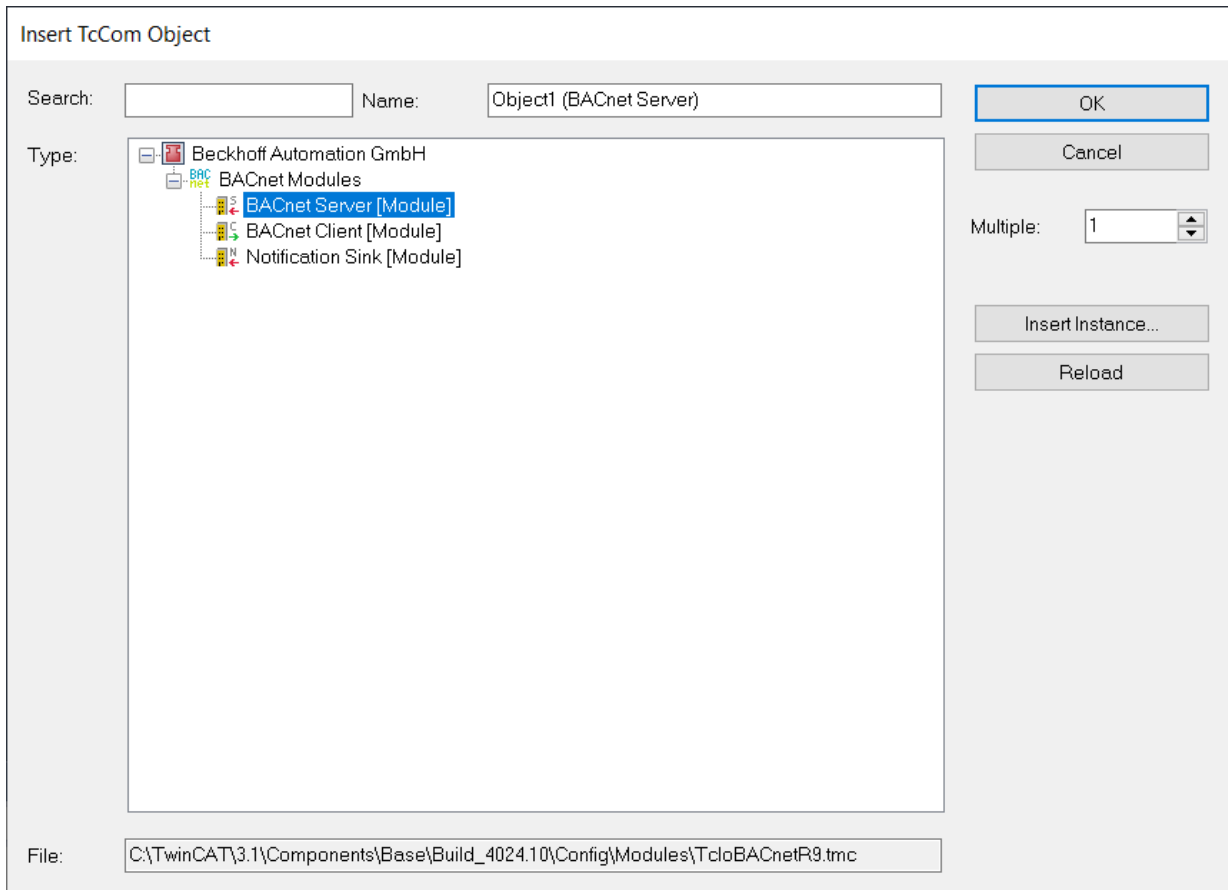 Insert TcCom Object
Search:
Name:
Object1 (BACnet Server)
OK
Type:
Beckhoff Automation GmbH
Cancel
BAC
net
BACnet Modules
S
BACnet Server [Module]
C
BACnet Client [Module]
Multiple:
1
N
Notification Sink [Module]
Insert Instance...
Reload
File:
C:\TwinCAT\3.1\Components\Base\Build_4024.10\Config\Modules\TcIoBACnetR9.tmc